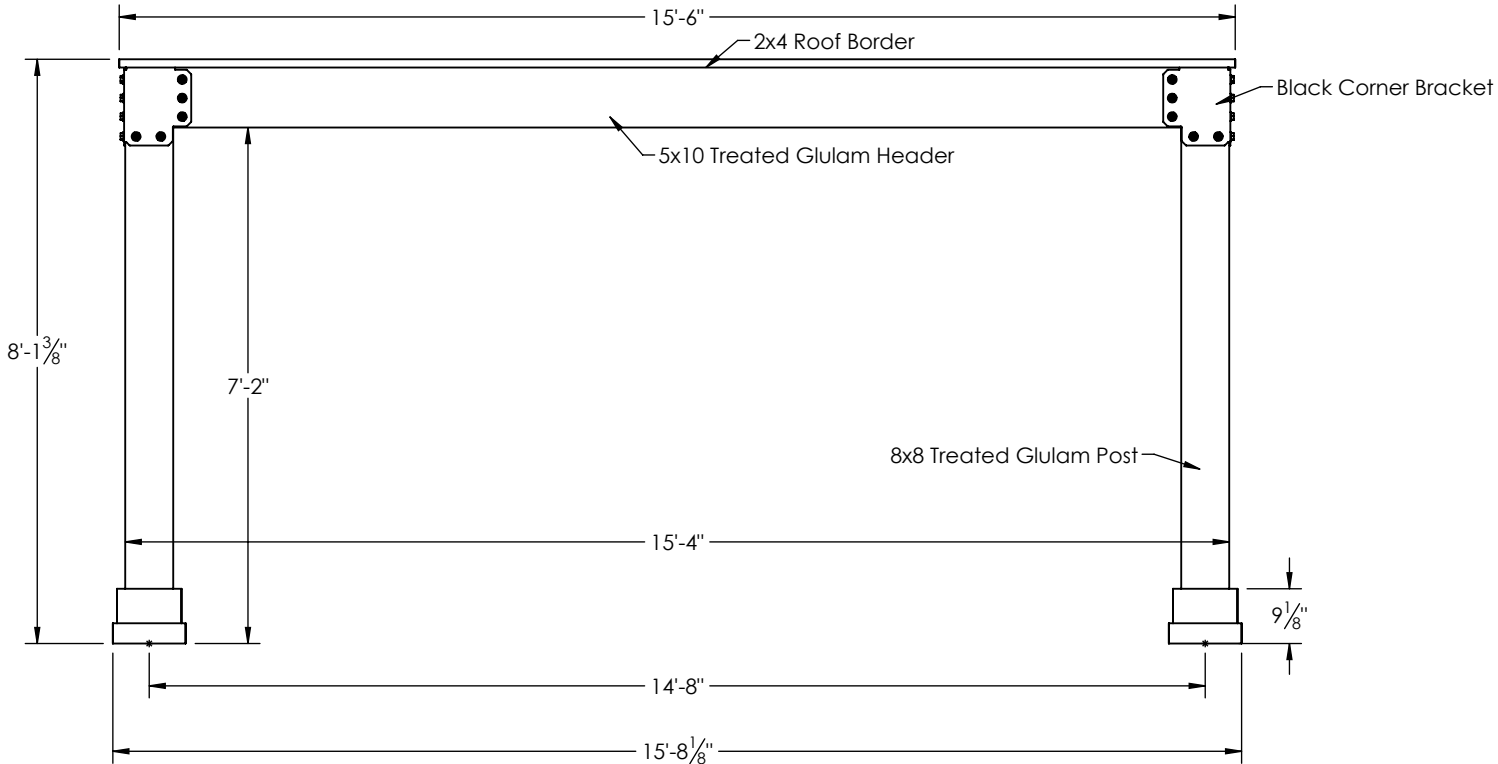 15'-6"
2x4 Roof Border
Black Corner Bracket
5x10 Treated Glulam Header
8'-1⅜"
7'-2"
8x8 Treated Glulam Post
15'-4"
9⅛"
14'-8"
15'-8⅛"